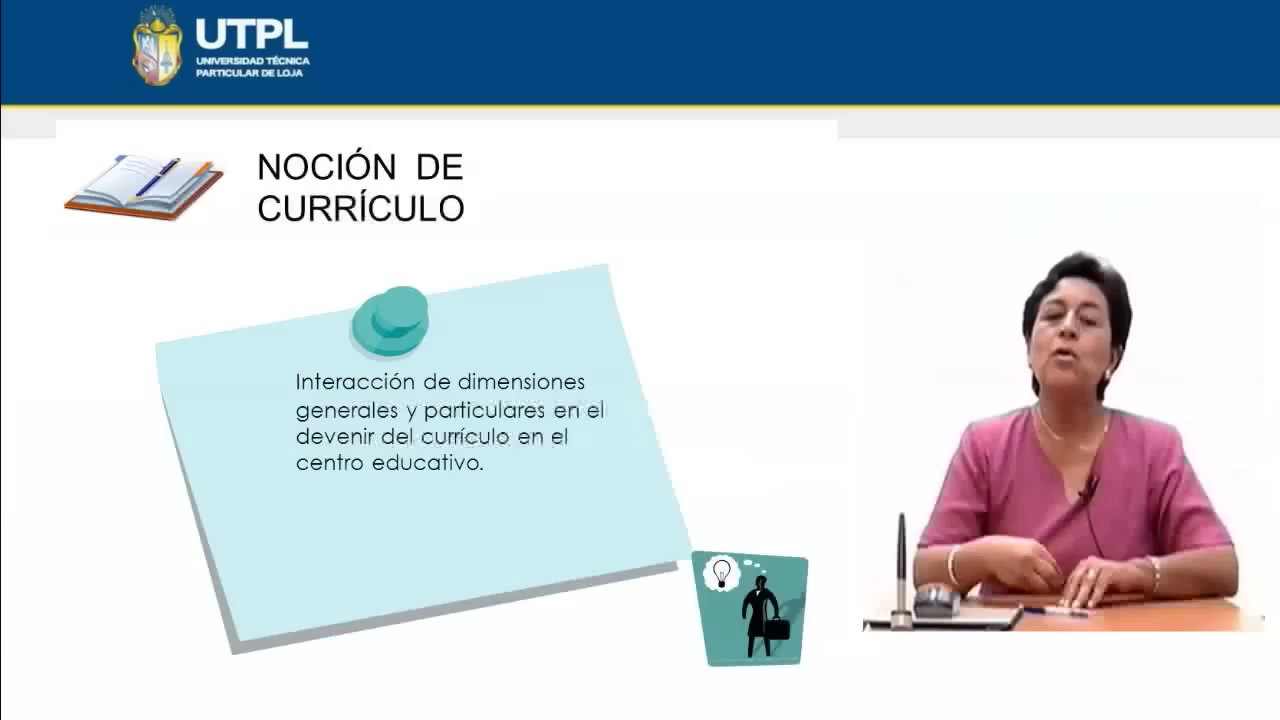 UTPL
UNIVERSIDAD TÉCNICA
PARTICULAR DE LOJA
NOCIÓN DE
CURRÍCULO
Interacción de dimensiones
generales y particulares en el
devenir del currículo en el
centro educativo.